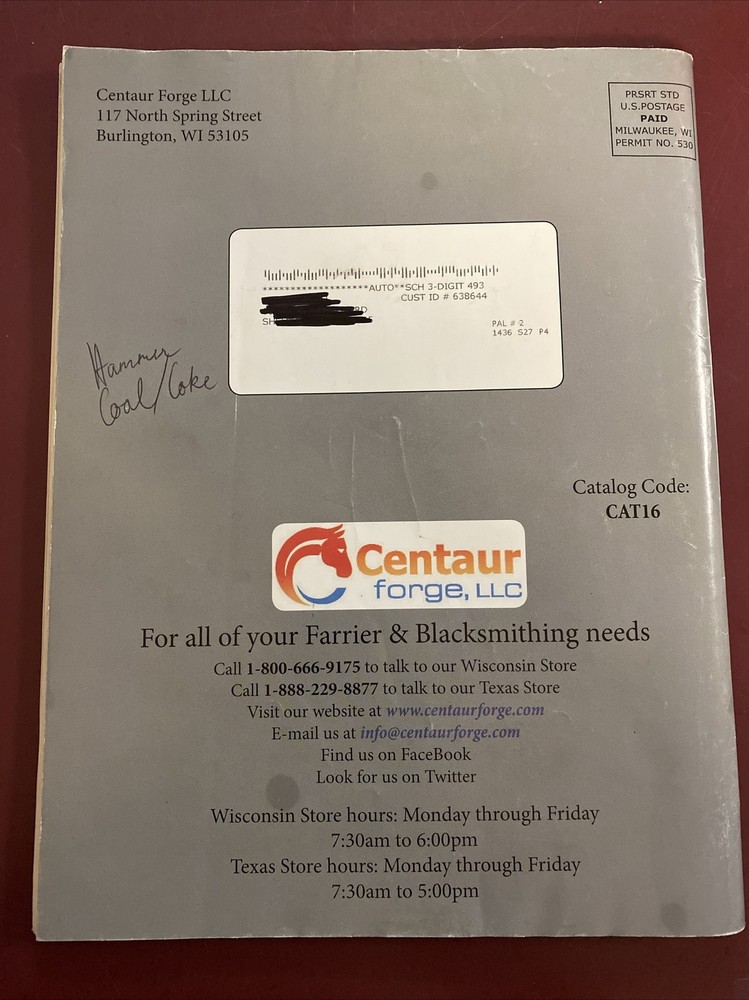 Centaur Forge LLC
117 North Spring Street
Burlington, WI 53105
PRSRT STD
U.S.POSTAGE
PAID
MILWAUKEE, WI
PERMIT NO. 530
*******************AUTO**SCH 3-DIGIT 493
CUST ID # 638644
SH
PAL # 2
1436 S27 P4
Hammer
Coal/Coke
Catalog Code:
CAT16
Centaur
forge, LLC
For all of your Farrier & Blacksmithing needs
Call 1-800-666-9175 to talk to our Wisconsin Store
Call 1-888-229-8877 to talk to our Texas Store
Visit our website at www.centaurforge.com
E-mail us at info@centaurforge.com
Find us on FaceBook
Look for us on Twitter
Wisconsin Store hours: Monday through Friday
7:30am to 6:00pm
Texas Store hours: Monday through Friday
7:30am to 5:00pm